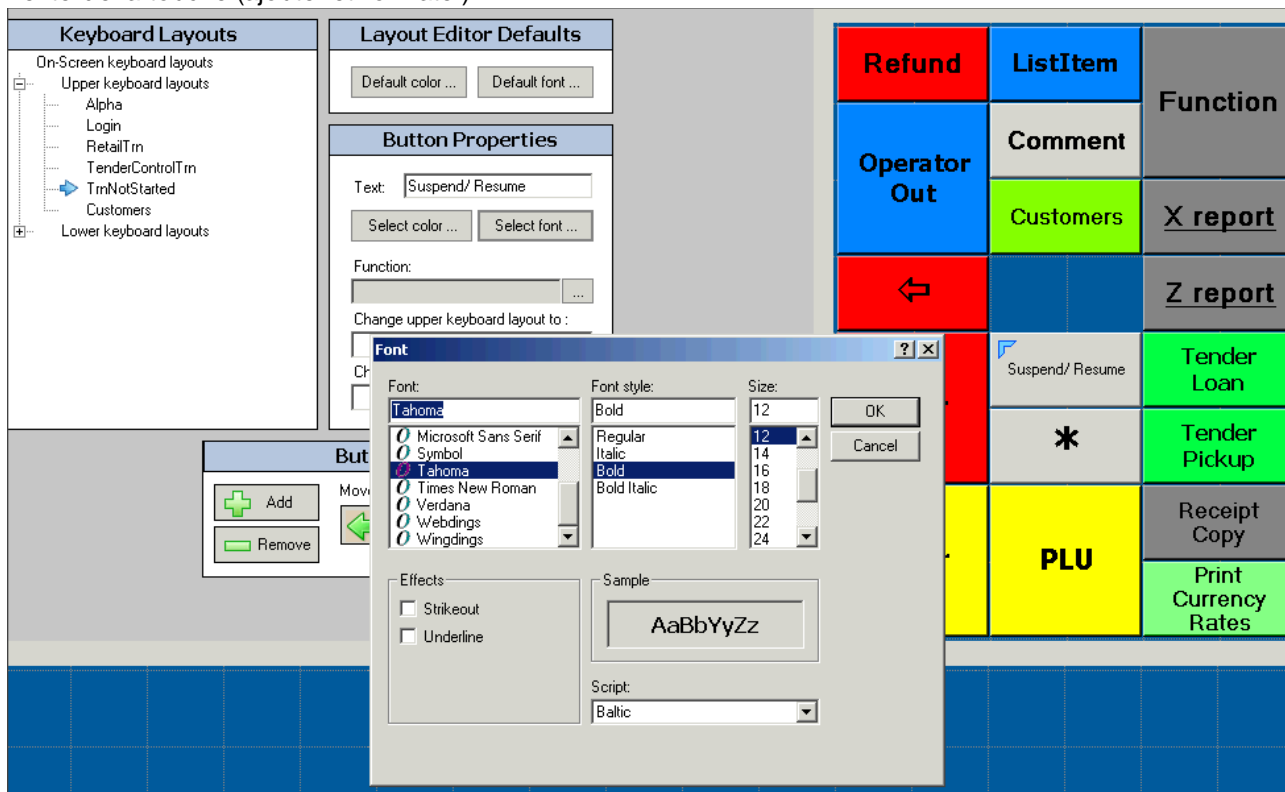 Keyboard Layouts
On-Screen keyboard layouts
Upper keyboard layouts
Alpha
Login
RetailTrn
TenderControlTrn
TrnNotStarted
Customers
Lower keyboard layouts
Layout Editor Defaults
Default color ...
Default font ...
Button Properties
Text:
Suspend/ Resume
Select color ...
Select font ...
Function:
...
Change upper keyboard layout to :
Ch
But
Add
Remove
Mov
Font
?
X
Font:
Tahoma
Microsoft Sans Serif
Symbol
Tahoma
Times New Roman
Verdana
Webdings
Wingdings
Font style:
Bold
Regular
Italic
Bold
Bold Italic
Size:
12
12
14
16
18
20
22
24
OK
Cancel
Effects
Strikeout
Underline
Sample
AaBbYyZz
Script:
Baltic
Refund
ListItem
Function
Operator
Out
Comment
Customers
X report
Z report
Suspend/ Resume
Tender
Loan
*
Tender
Pickup
PLU
Receipt
Copy
Print
Currency
Rates